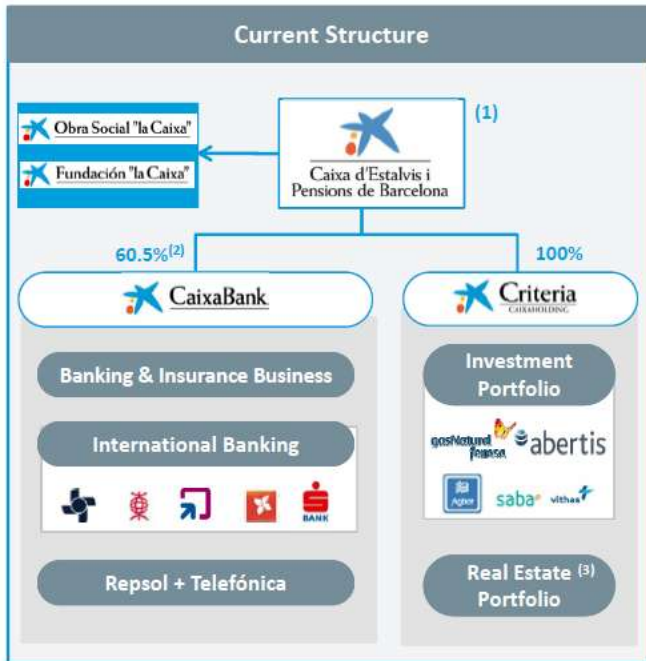 Current Structure
Obra Social "la Caixa"
Fundación "la Caixa"
(1)
Caixa d'Estalvis i
Pensions de Barcelona
60.5%(2)
100%
CaixaBank
Criteria
CAIXAHOLDING
Banking & Insurance Business
International Banking
S
BANK
Repsol + Telefónica
Investment
Portfolio
gasNatural
fenosa
abertis
Agbar
saba
vithas
Real Estate (3)
Portfolio